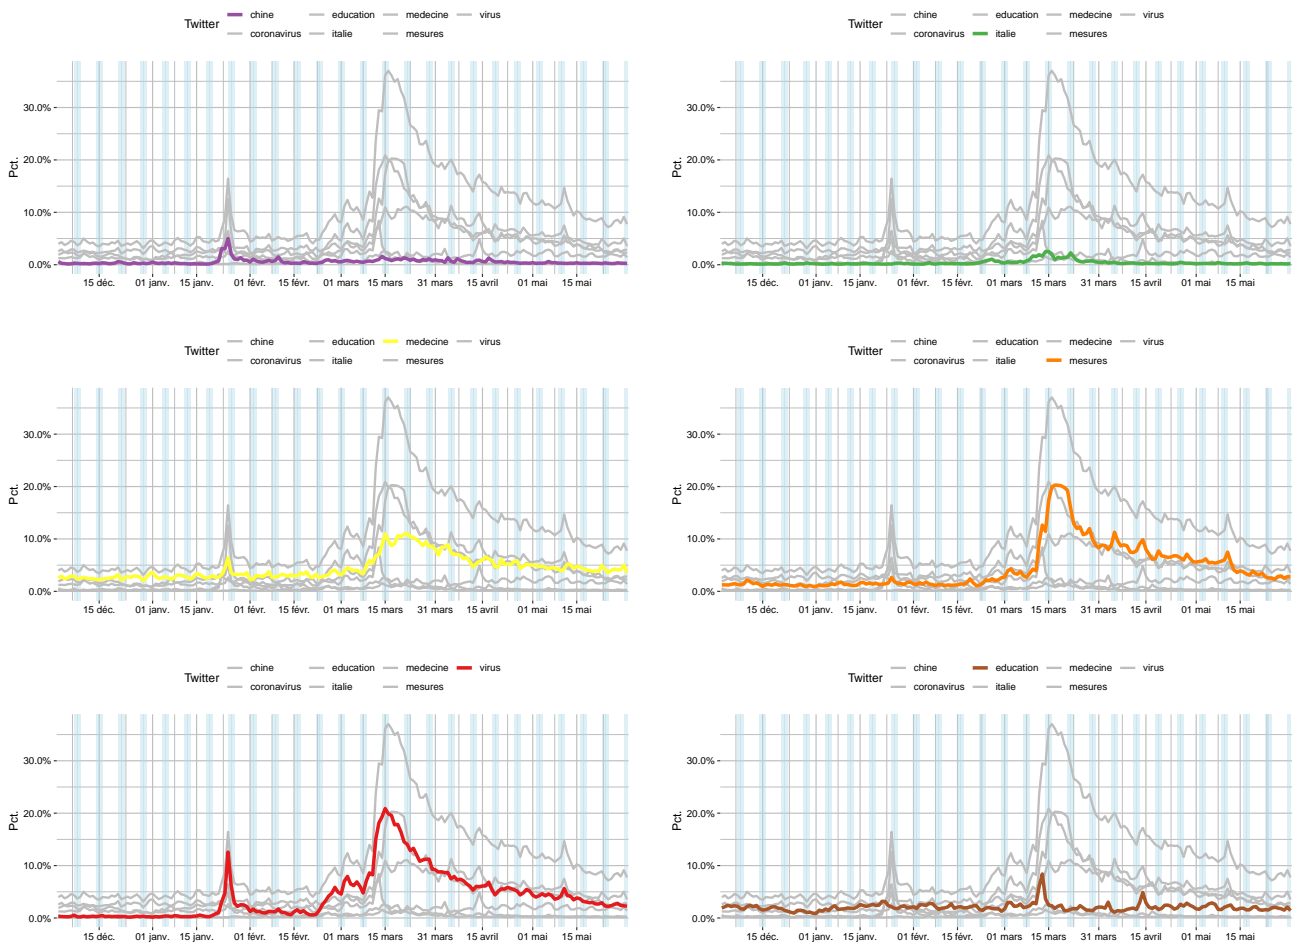 Twitter chine education medecine virus
coronavirus italie mesures
30.0%
20.0%
10.0%
0.0%
Pct.
15 déc. 01 janv. 15 janv. 01 févr. 15 févr. 01 mars 15 mars 31 mars 15 avril 01 mai 15 mai
Twitter chine education medecine virus
coronavirus italie mesures
30.0%
20.0%
10.0%
0.0%
Pct.
15 déc. 01 janv. 15 janv. 01 févr. 15 févr. 01 mars 15 mars 31 mars 15 avril 01 mai 15 mai
Twitter chine education medecine virus
coronavirus italie mesures
30.0%
20.0%
10.0%
0.0%
Pct.
15 déc. 01 janv. 15 janv. 01 févr. 15 févr. 01 mars 15 mars 31 mars 15 avril 01 mai 15 mai
Twitter chine education medecine virus
coronavirus italie mesures
30.0%
20.0%
10.0%
0.0%
Pct.
15 déc. 01 janv. 15 janv. 01 févr. 15 févr. 01 mars 15 mars 31 mars 15 avril 01 mai 15 mai
Twitter chine education medecine virus
coronavirus italie mesures
30.0%
20.0%
10.0%
0.0%
Pct.
15 déc. 01 janv. 15 janv. 01 févr. 15 févr. 01 mars 15 mars 31 mars 15 avril 01 mai 15 mai
Twitter chine education medecine virus
coronavirus italie mesures
30.0%
20.0%
10.0%
0.0%
Pct.
15 déc. 01 janv. 15 janv. 01 févr. 15 févr. 01 mars 15 mars 31 mars 15 avril 01 mai 15 mai